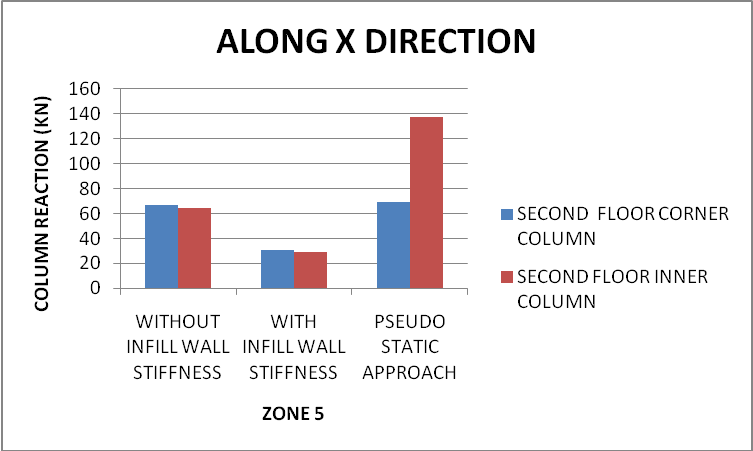 ALONG X DIRECTION
COLUMN REACTION (KN)
160
140
120
100
80
60
40
20
0
WITHOUT
INFILL WALL
STIFFNESS
WITH
INFILL WALL
STIFFNESS
PSEUDO
STATIC
APPROACH
ZONE 5
SECOND FLOOR CORNER
COLUMN
SECOND FLOOR INNER
COLUMN